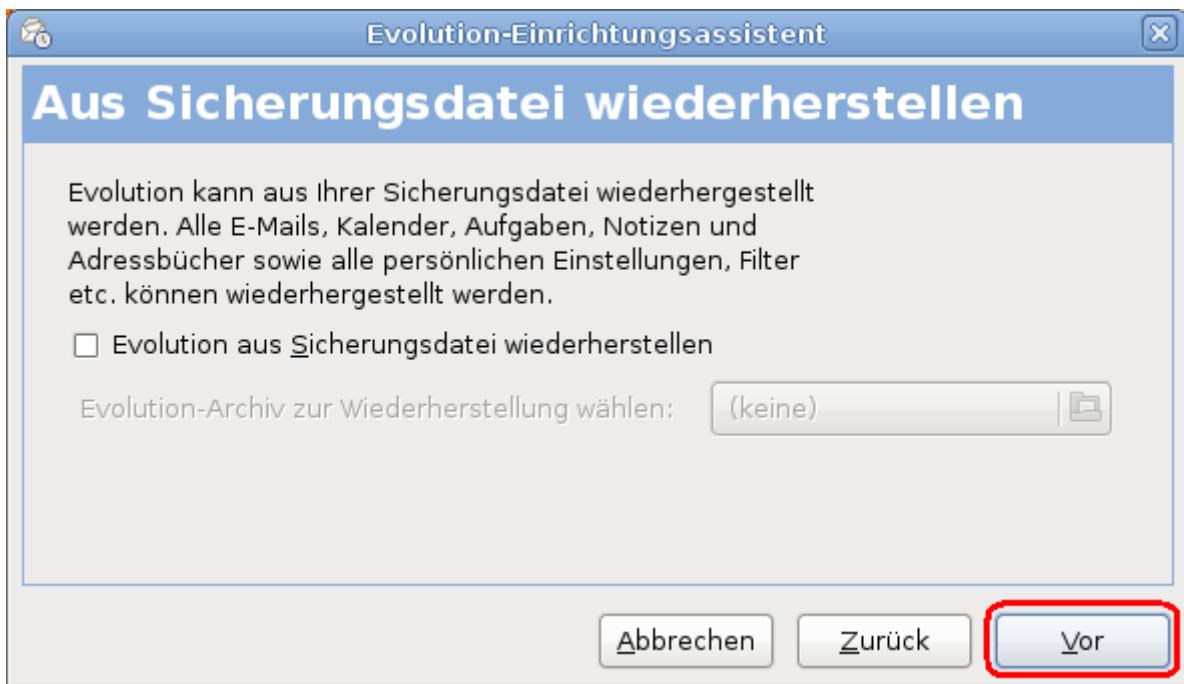 Evolution-Einrichtungsassistent
Aus Sicherungsdatei wiederherstellen
Evolution kann aus Ihrer Sicherungsdatei wiederhergestellt
werden. Alle E-Mails, Kalender, Aufgaben, Notizen und
Adressbücher sowie alle persönlichen Einstellungen, Filter
etc. können wiederhergestellt werden.
Evolution aus Sicherungsdatei wiederherstellen
Evolution-Archiv zur Wiederherstellung wählen: (keine)
Abbrechen Zurück Vor